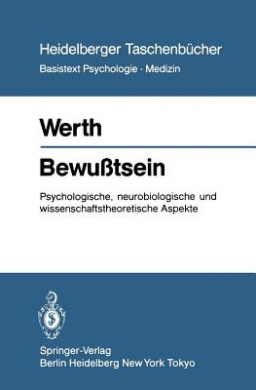 Heidelberger Taschenbücher
Basistext Psychologie · Medizin
Werth
Bewußtsein
Psychologische, neurobiologische und
wissenschaftstheoretische Aspekte
Springer-Verlag
Berlin Heidelberg New York Tokyo